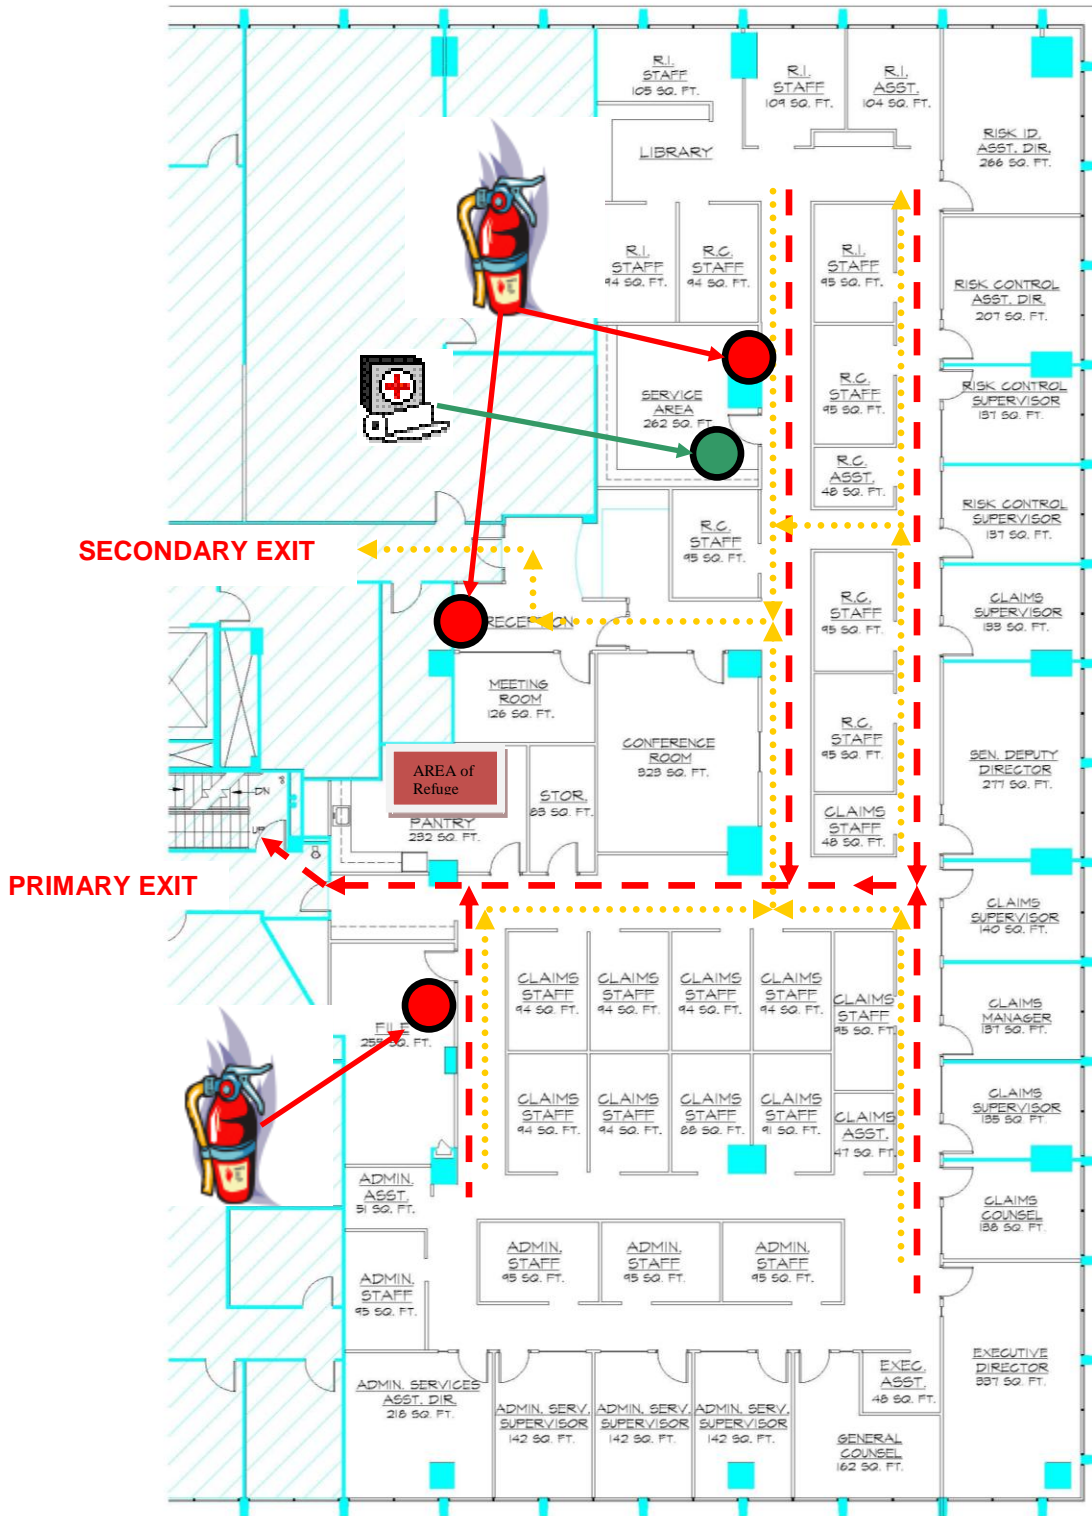 R.I.
STAFF
105 SQ. FT.
R.I.
STAFF
109 SQ. FT.
R.I.
ASST.
104 SQ. FT.
RISK ID.
ASST. DIR.
266 SQ. FT.
LIBRARY
R.I.
STAFF
94 SQ. FT.
R.C.
STAFF
94 SQ. FT.
R.I.
STAFF
95 SQ. FT.
RISK CONTROL
ASST. DIR.
207 SQ. FT.
SERVICE
AREA
262 SQ. FT.
R.C.
STAFF
95 SQ. FT.
RISK CONTROL
SUPERVISOR
137 SQ. FT.
R.C.
ASST.
48 SQ. FT.
RISK CONTROL
SUPERVISOR
137 SQ. FT.
R.C.
STAFF
95 SQ. FT.
SECONDARY EXIT
R.C.
STAFF
95 SQ. FT.
CLAIMS
SUPERVISOR
133 SQ. FT.
RECEPTION
MEETING
ROOM
126 SQ. FT.
CONFERENCE
ROOM
323 SQ. FT.
R.C.
STAFF
95 SQ. FT.
SEN. DEPUTY
DIRECTOR
277 SQ. FT.
AREA of
Refuge
STOR.
83 SQ. FT.
PANTRY
232 SQ. FT.
CLAIMS
STAFF
48 SQ. FT.
DN
UP
PRIMARY EXIT
CLAIMS
SUPERVISOR
140 SQ. FT.
CLAIMS
STAFF
94 SQ. FT.
CLAIMS
STAFF
94 SQ. FT.
CLAIMS
STAFF
94 SQ. FT.
CLAIMS
STAFF
94 SQ. FT.
CLAIMS
STAFF
95 SQ. FT.
CLAIMS
MANAGER
137 SQ. FT.
FILE
255 SQ. FT.
CLAIMS
STAFF
94 SQ. FT.
CLAIMS
STAFF
94 SQ. FT.
CLAIMS
STAFF
88 SQ. FT.
CLAIMS
STAFF
91 SQ. FT.
CLAIMS
ASST.
47 SQ. FT.
CLAIMS
SUPERVISOR
135 SQ. FT.
ADMIN.
ASST.
51 SQ. FT.
CLAIMS
COUNSEL
138 SQ. FT.
ADMIN.
STAFF
95 SQ. FT.
ADMIN.
STAFF
95 SQ. FT.
ADMIN.
STAFF
95 SQ. FT.
ADMIN.
STAFF
95 SQ. FT.
ADMIN. SERVICES
ASST. DIR.
218 SQ. FT.
ADMIN. SERV.
SUPERVISOR
142 SQ. FT.
ADMIN. SERV.
SUPERVISOR
142 SQ. FT.
ADMIN. SERV.
SUPERVISOR
142 SQ. FT.
EXEC.
ASST.
48 SQ. FT.
EXECUTIVE
DIRECTOR
337 SQ. FT.
GENERAL
COUNSEL
162 SQ. FT.